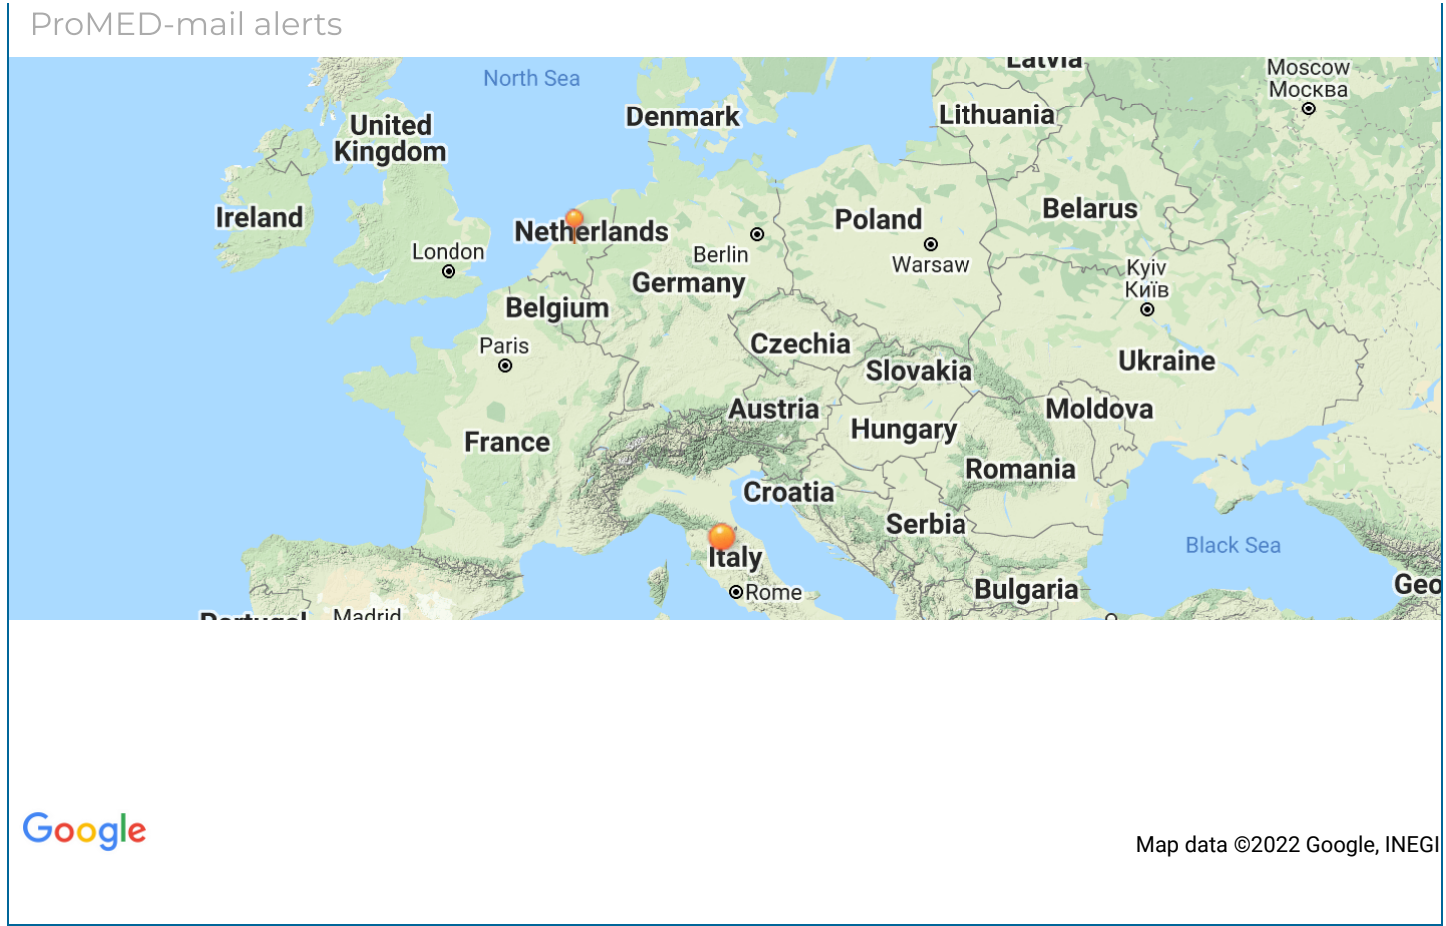 ProMED-mail alerts
Latvia
Moscow
Москва
North Sea
Denmark
Lithuania
United
Kingdom
Ireland
Netherlands
Poland
Belarus
London
Berlin
Warsaw
Kyiv
Київ
Germany
Belgium
Paris
Czechia
Slovakia
Ukraine
Austria
Moldova
France
Hungary
Romania
Croatia
Serbia
Black Sea
Italy
Rome
Bulgaria
Geo
Portugal
Madrid
Google
Map data ©2022 Google, INEGI